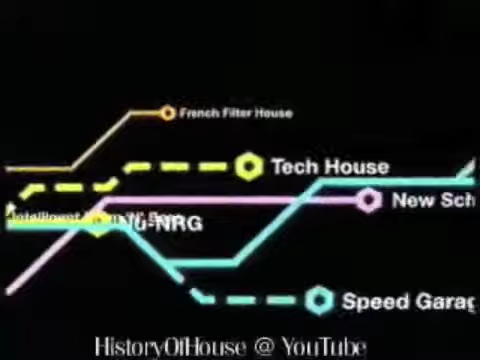 French Filter House
Tech House
New Sch
Nu-NRG
Speed Garag
HistoryOfHouse @ YouTube